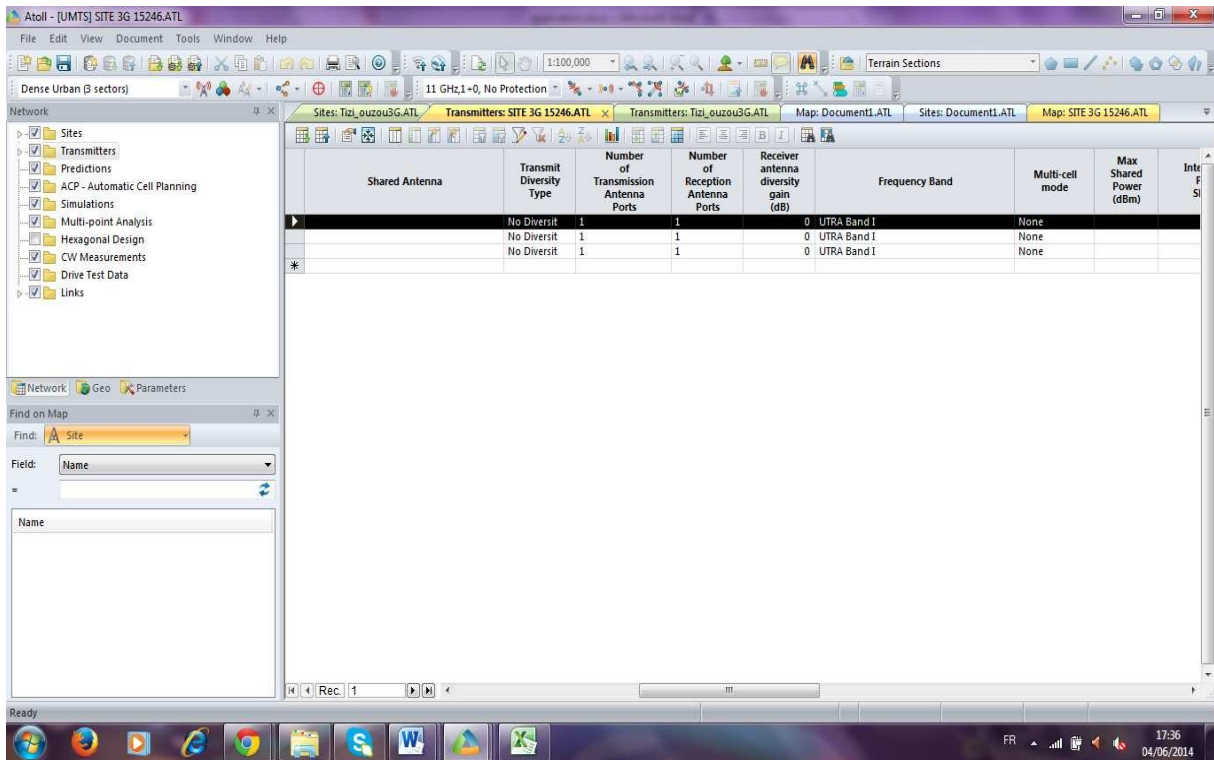 Atoll - [UMTS] SITE 3G 15246.ATL
File Edit View Document Tools Window Help
1:100,000 Terrain Sections
Dense Urban (3 sectors) 11 GHz,1+0, No Protection
Network
Sites: Tizi_ouzou3G.ATL Transmitters: SITE 3G 15246.ATL Transmitters: Tizi_ouzou3G.ATL Map: Document1.ATL Sites: Document1.ATL Map: SITE 3G 15246.ATL
Sites
Transmitters
Predictions
ACP - Automatic Cell Planning
Simulations
Multi-point Analysis
Hexagonal Design
CW Measurements
Drive Test Data
Links
Network Geo Parameters
Find on Map
Find: Site
Field: Name
=
Name
Shared Antenna
Transmit
Diversity
Type
Number
of
Transmission
Antenna
Ports
Number
of
Reception
Antenna
Ports
Receiver
antenna
diversity
gain
(dB)
Frequency Band
Multi-cell
mode
Max
Shared
Power
(dBm)
No Diversit 1 1 0 UTRA Band I None
No Diversit 1 1 0 UTRA Band I None
No Diversit 1 1 0 UTRA Band I None
Rec. 1
Ready
FR 17:36
04/06/2014